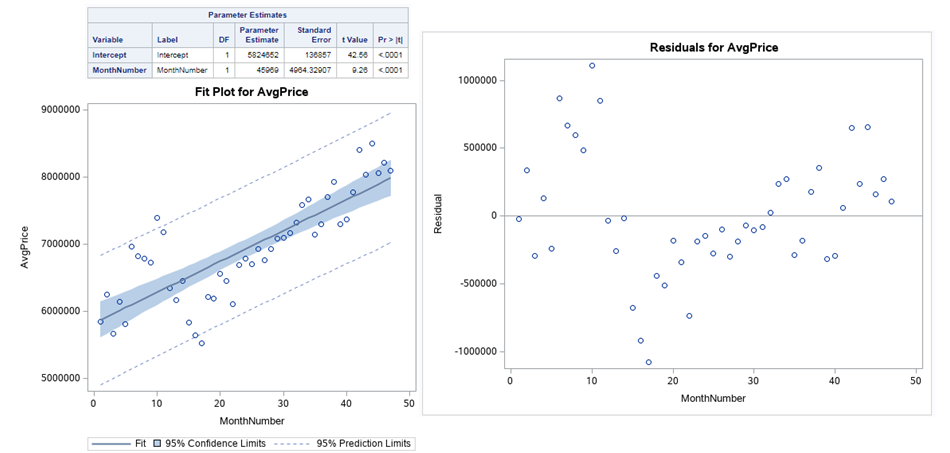 Parameter Estimates
Variable Label DF Parameter Estimate Standard Error t Value Pr > |t|
Intercept Intercept 1 5824652 136857 42.56 <.0001
MonthNumber MonthNumber 1 45969 4964.32907 9.26 <.0001
Fit Plot for AvgPrice
9000000
8000000
7000000
6000000
5000000
AvgPrice
0 10 20 30 40 50
MonthNumber
Fit 95% Confidence Limits 95% Prediction Limits
Residuals for AvgPrice
1000000
500000
0
-500000
-1000000
Residual
0 10 20 30 40 50
MonthNumber